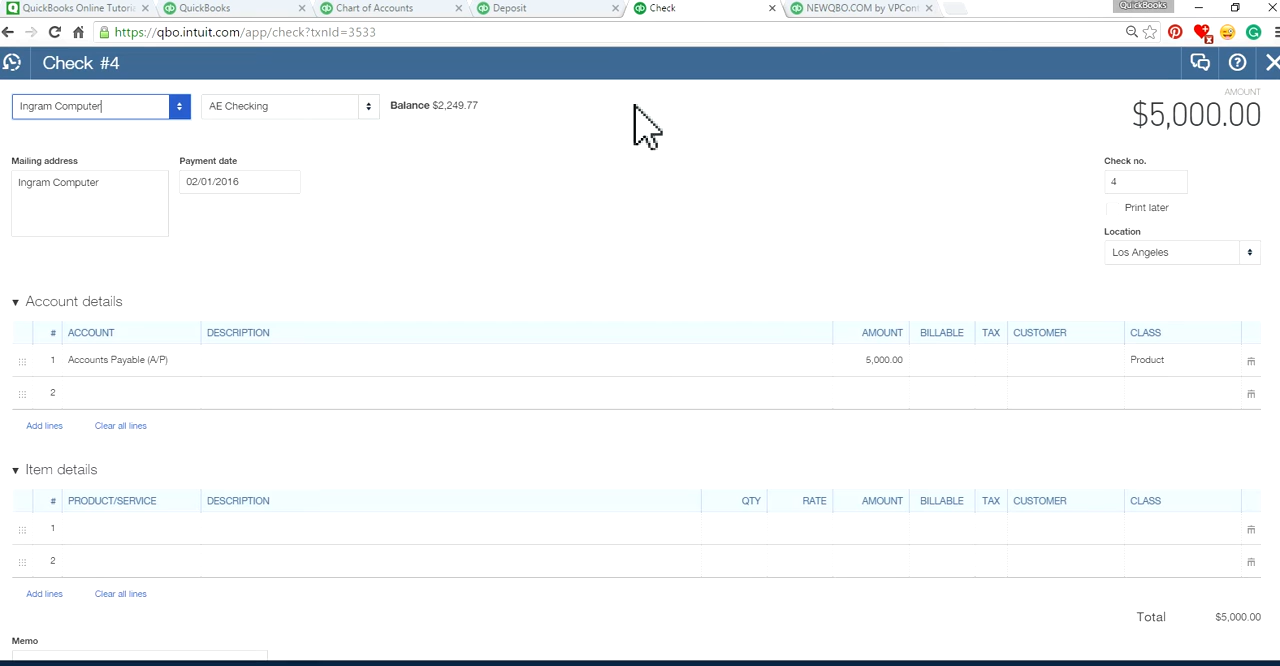 QuickBooks Online Tutoria
QuickBooks
Chart of Accounts
Deposit
Check
NEWQBO.COM by VPCon
QuickBooks
https://qbo.intuit.com/app/check?txnId=3533
Check #4
Ingram Computer
AE Checking
Balance $2,249.77
AMOUNT
$5,000.00
Mailing address
Payment date
Check no.
Ingram Computer
02/01/2016
4
Print later
Location
Los Angeles
Account details
# ACCOUNT DESCRIPTION AMOUNT BILLABLE TAX CUSTOMER CLASS
1 Accounts Payable (A/P) 5,000.00 Product
2
Add lines Clear all lines
Item details
# PRODUCT/SERVICE DESCRIPTION QTY RATE AMOUNT BILLABLE TAX CUSTOMER CLASS
1
2
Add lines Clear all lines
Total $5,000.00
Memo